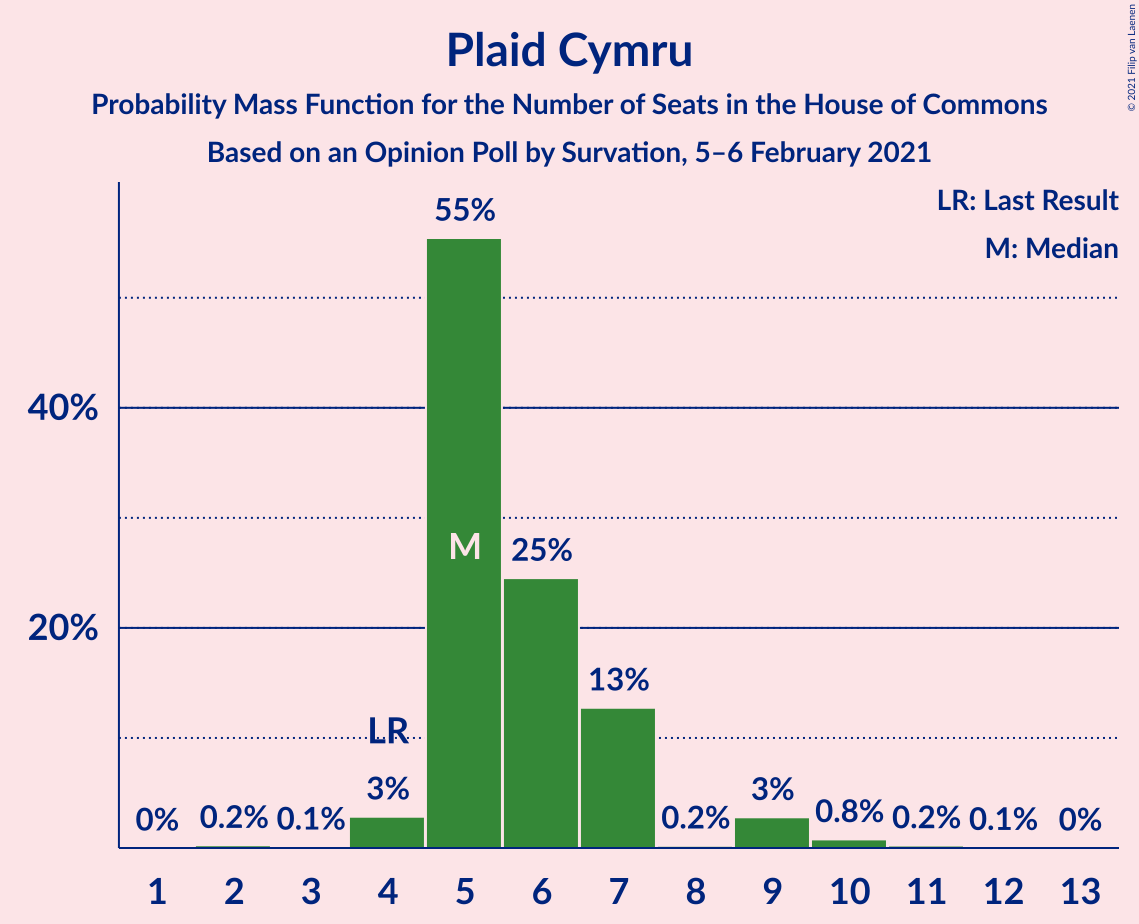 Plaid Cymru
Probability Mass Function for the Number of Seats in the House of Commons
Based on an Opinion Poll by Survation, 5–6 February 2021
© 2021 Filip van Laenen
LR: Last Result
M: Median
55%
40%
M
25%
20%
13%
LR
3%
3%
0%
0.2%
0.1%
0.2%
0.8%
0.2%
0.1%
0%
1 2 3 4 5 6 7 8 9 10 11 12 13